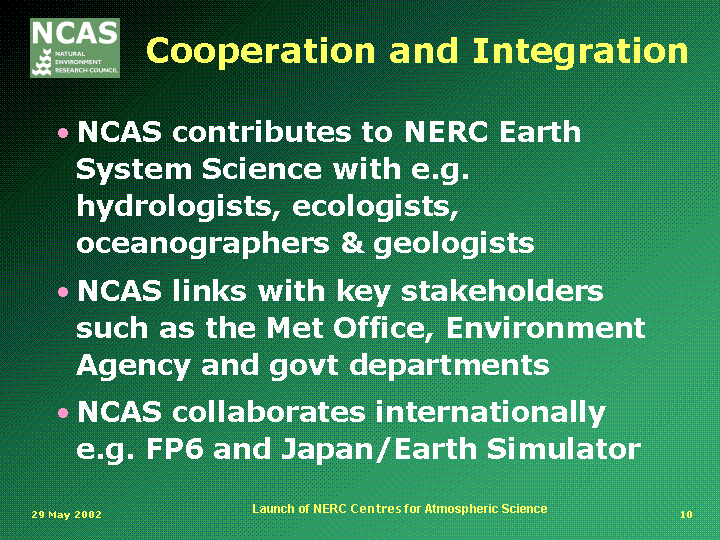 NCAS
NATURAL
ENVIRONMENT
RESEARCH COUNCIL
Cooperation and Integration
• NCAS contributes to NERC Earth
System Science with e.g.
hydrologists, ecologists,
oceanographers & geologists
• NCAS links with key stakeholders
such as the Met Office, Environment
Agency and govt departments
• NCAS collaborates internationally
e.g. FP6 and Japan/Earth Simulator
29 May 2002
Launch of NERC Centres for Atmospheric Science
10